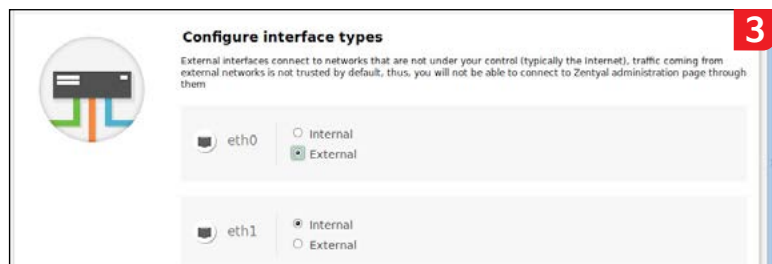 3
Configure interface types
External interfaces connect to networks that are not under your control (typically the Internet), traffic coming from
external networks is not trusted by default, thus, you will not be able to connect to Zentyal administration page through
them
eth0
Internal
External
eth1
Internal
External